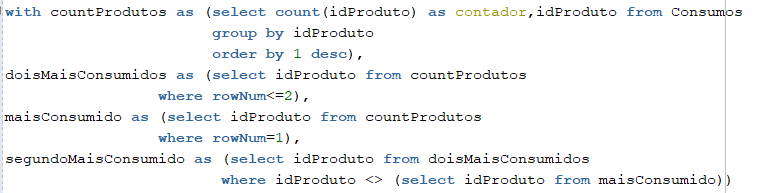 with countProdutos as (select count(idProduto) as contador,idProduto from Consumos
group by idProduto
order by 1 desc),
doisMaisConsumidos as (select idProduto from countProdutos
where rowNum<=2),
maisConsumido as (select idProduto from countProdutos
where rowNum=1),
segundoMaisConsumido as (select idProduto from doisMaisConsumidos
where idProduto <> (select idProduto from maisConsumido))